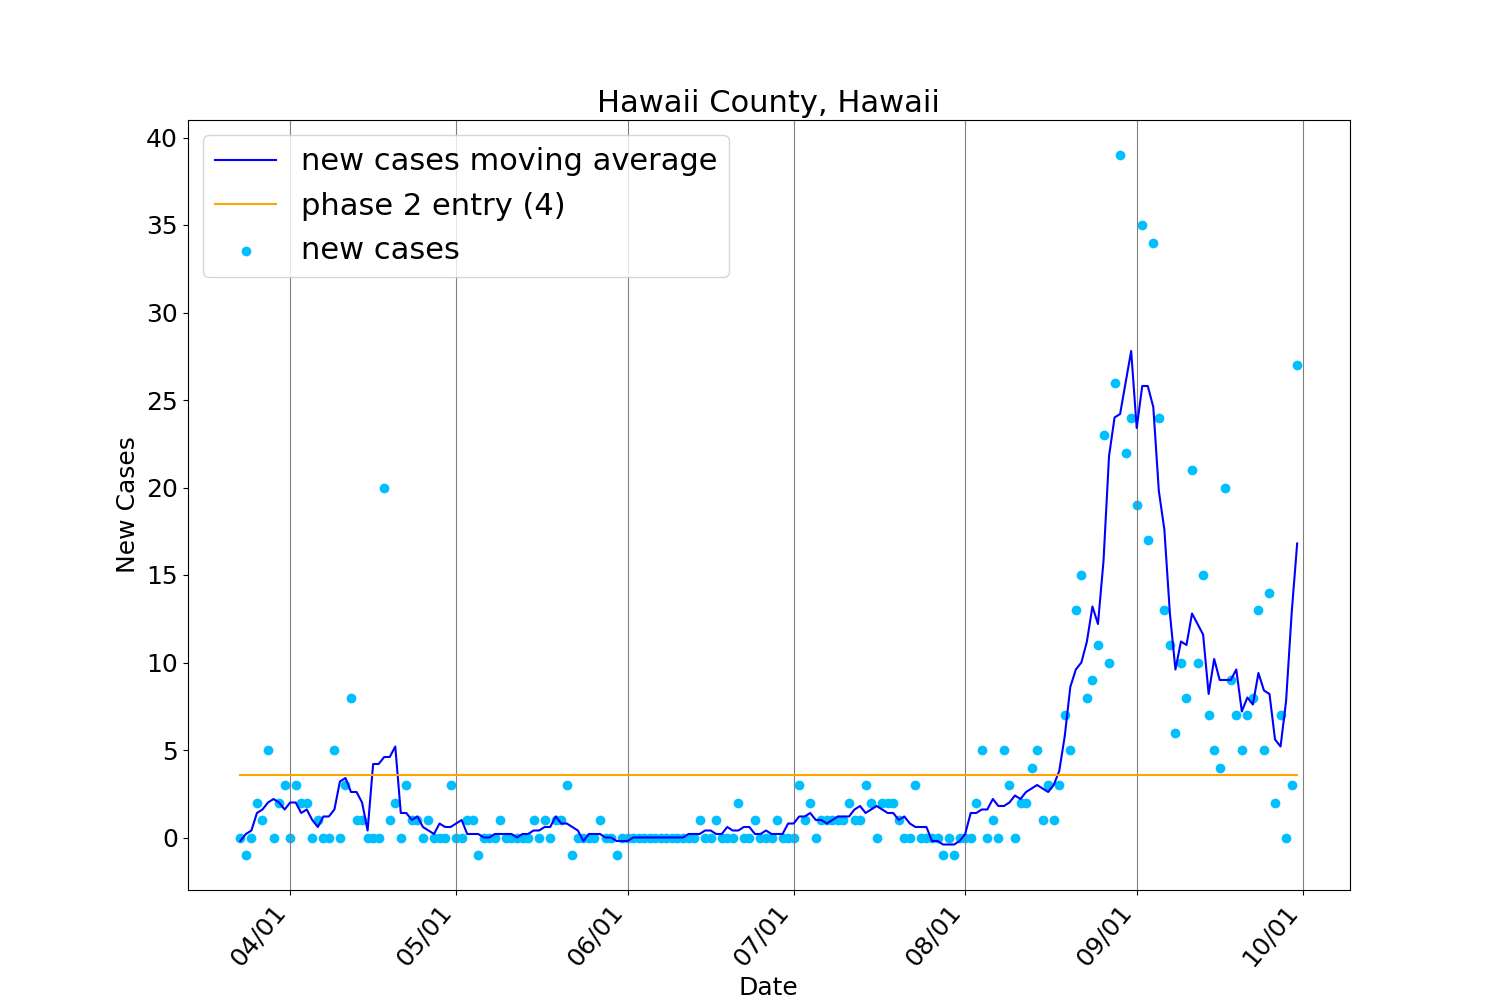 Hawaii County, Hawaii
new cases moving average
phase 2 entry (4)
new cases
40
35
30
25
20
15
10
5
0
New Cases
04/01
05/01
06/01
07/01
08/01
09/01
10/01
Date